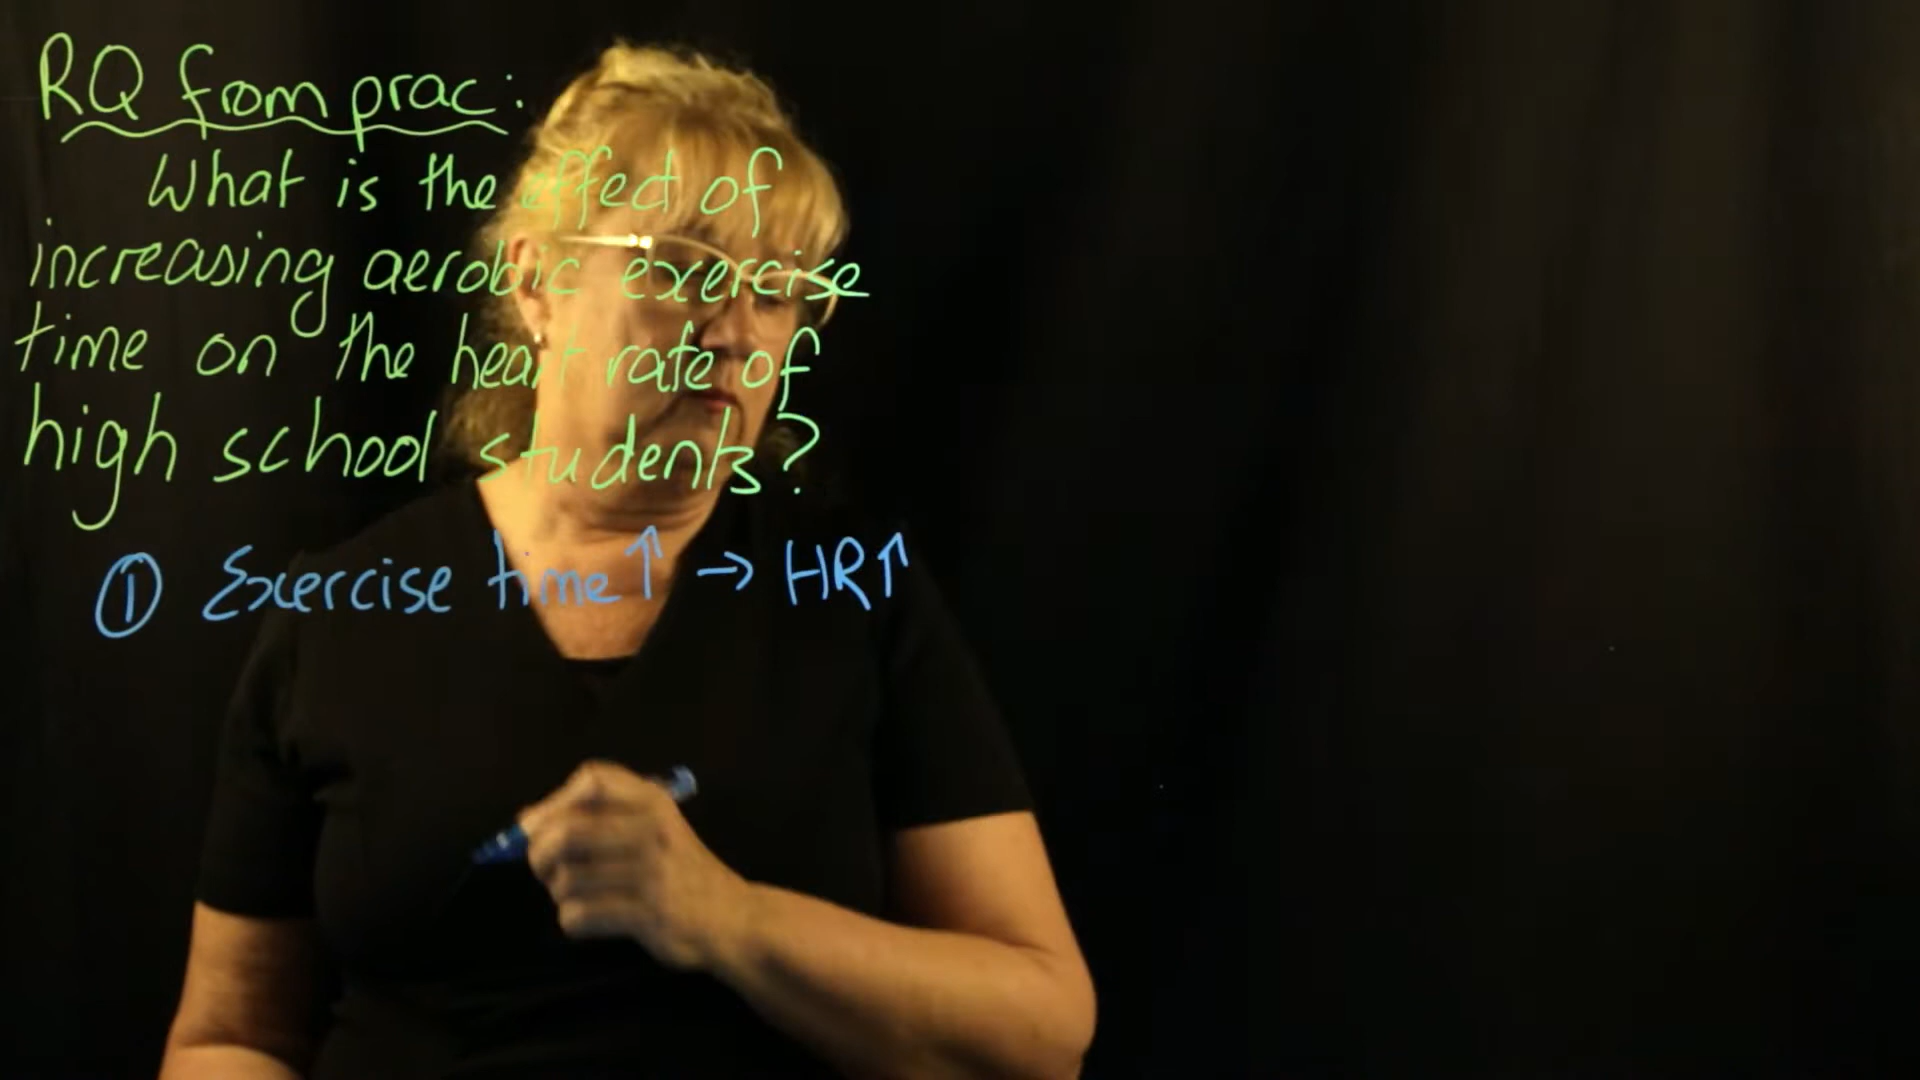 RQ from prac:
What is the effect of
increasing aerobic exercise
time on the heart rate of
high school students?
① Exercise time ↑ → HR↑